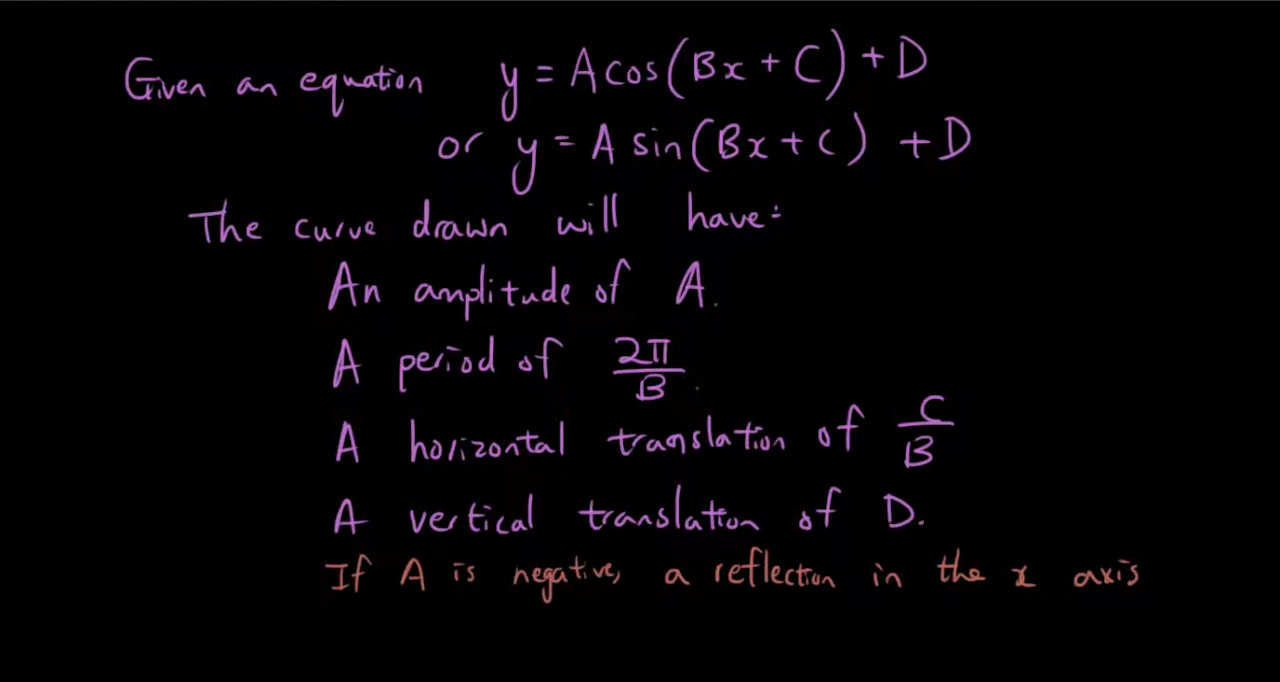 Given an equation y = A cos(Bx + C) + D
or y = A sin(Bx + C) + D
The curve drawn will have:
An amplitude of A.
A period of 2π/B.
A horizontal translation of C/B
A vertical translation of D.
If A is negative, a reflection in the x axis